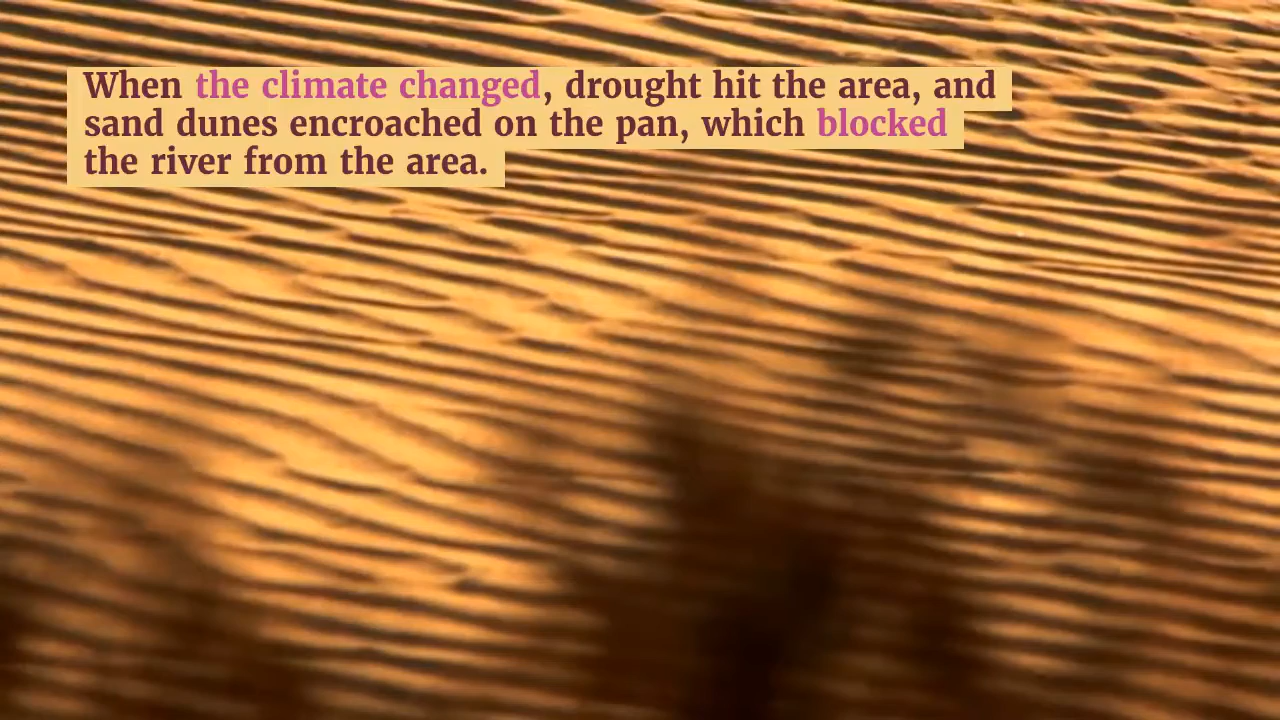 When the climate changed, drought hit the area, and
sand dunes encroached on the pan, which blocked
the river from the area.